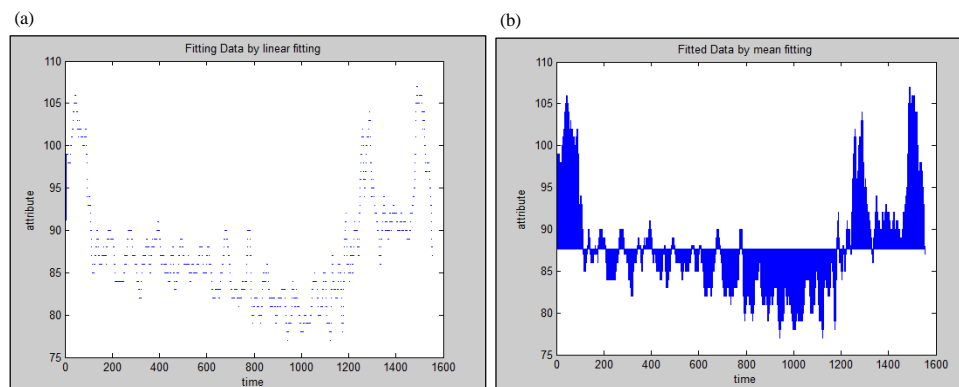 (a)
Fitting Data by linear fitting
110
105
100
95
90
85
80
75
attribute
0 200 400 600 800 1000 1200 1400 1600
time
(b)
Fitted Data by mean fitting
110
105
100
95
90
85
80
75
attribute
0 200 400 600 800 1000 1200 1400 1600
time